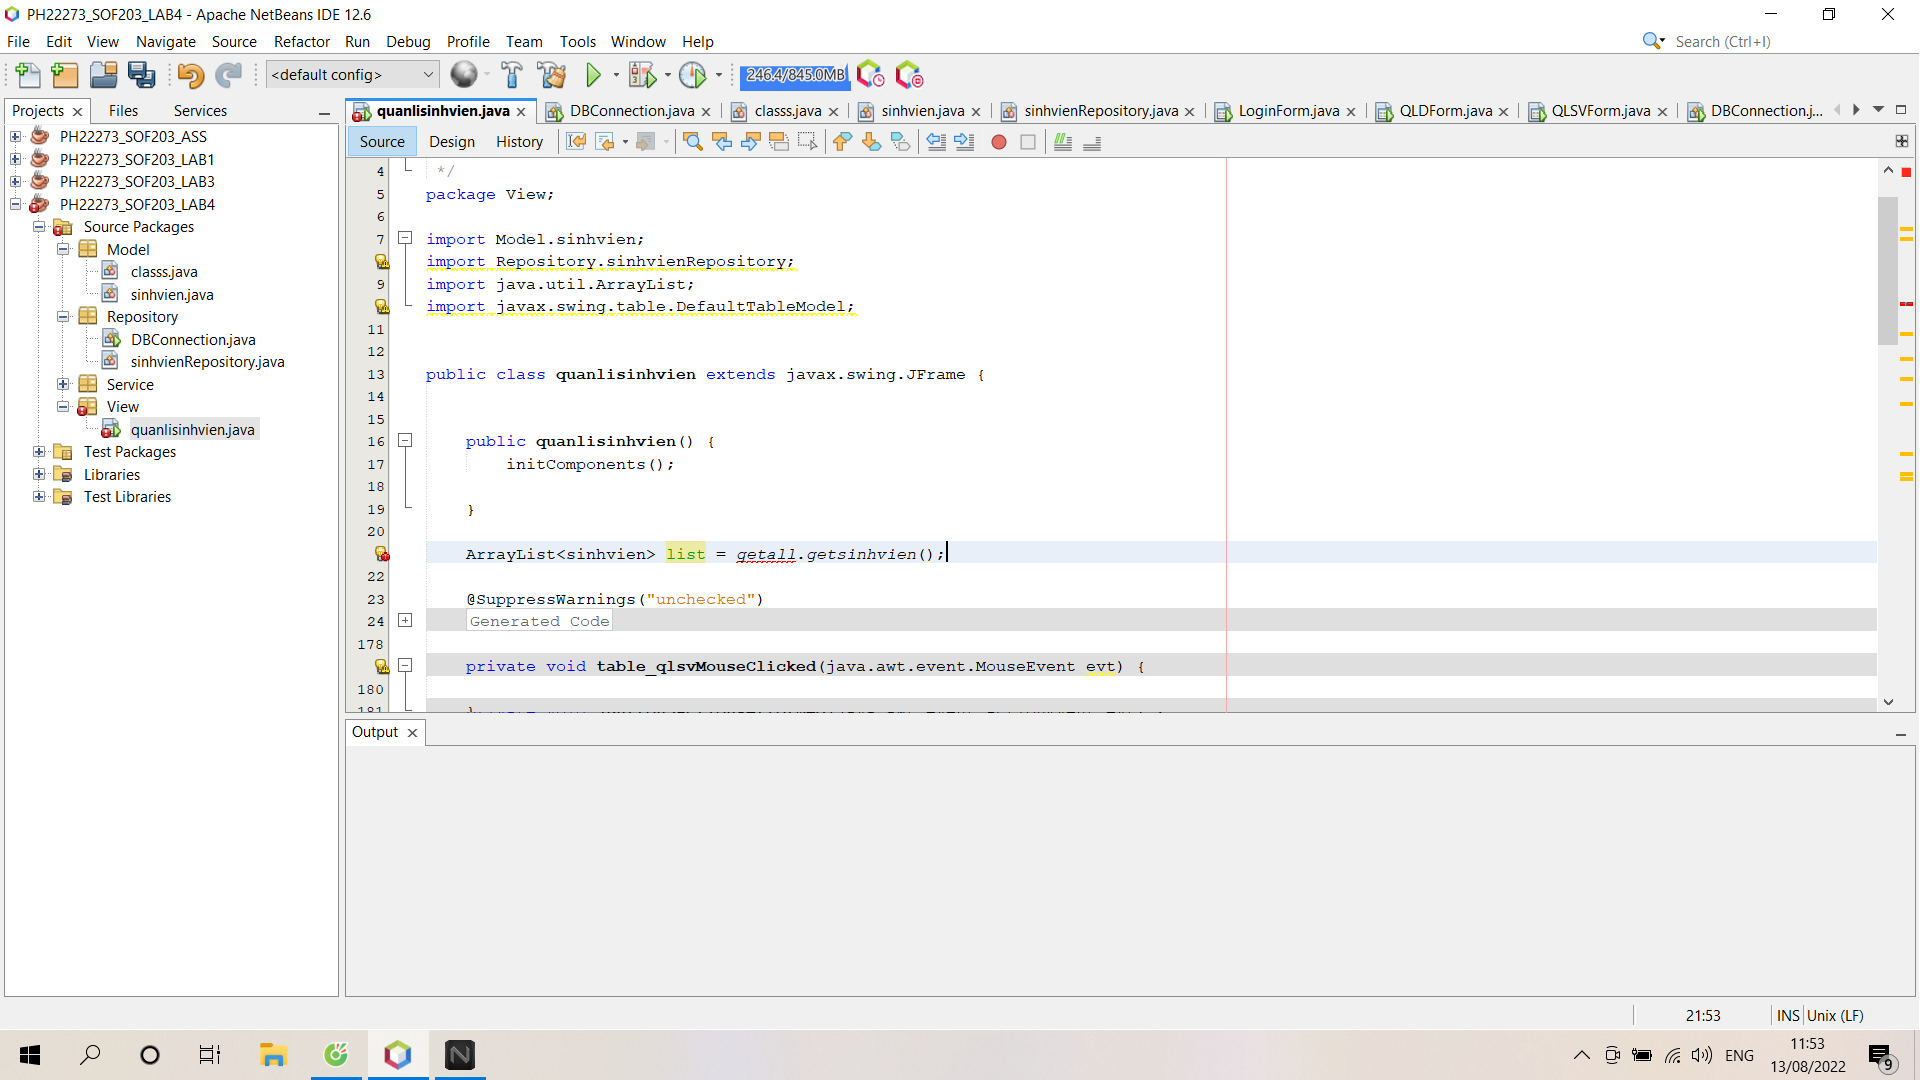 PH22273_SOF203_LAB4 - Apache NetBeans IDE 12.6
File Edit View Navigate Source Refactor Run Debug Profile Team Tools Window Help
Search (Ctrl+I)
<default config>
246.4/845.0MB
Projects Files Services
PH22273_SOF203_ASS
PH22273_SOF203_LAB1
PH22273_SOF203_LAB3
PH22273_SOF203_LAB4
Source Packages
Model
classs.java
sinhvien.java
Repository
DBConnection.java
sinhvienRepository.java
Service
View
quanlisinhvien.java
Test Packages
Libraries
Test Libraries
quanlisinhvien.java DBConnection.java classs.java sinhvien.java sinhvienRepository.java LoginForm.java QLDForm.java QLSVForm.java DBConnection.j...
Source Design History
4 */
5 package View;
6
7 import Model.sinhvien;
import Repository.sinhvienRepository;
9 import java.util.ArrayList;
import javax.swing.table.DefaultTableModel;
11
12
13 public class quanlisinhvien extends javax.swing.JFrame {
14
15
16 public quanlisinhvien() {
17 initComponents();
18
19 }
20
ArrayList<sinhvien> list = getall.getsinhvien();
22
23 @SuppressWarnings("unchecked")
24 Generated Code
178
private void table_qlsvMouseClicked(java.awt.event.MouseEvent evt) {
180
181
Output
21:53 INS Unix (LF)
ENG
11:53
13/08/2022
9